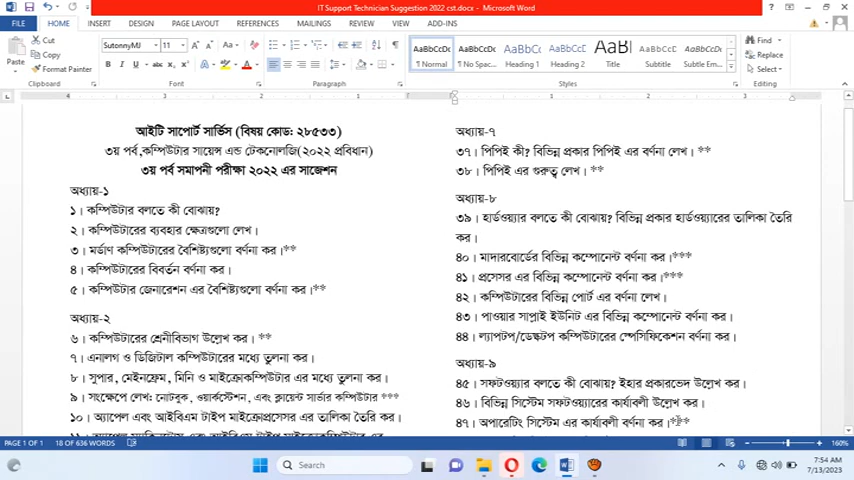 IT Support Technician Suggestion 2022 cst.docx - Microsoft Word
FILE HOME INSERT DESIGN PAGE LAYOUT REFERENCES MAILINGS REVIEW VIEW ADD-INS
Cut
Copy
Format Painter
Paste
Clipboard
SutonnyMJ 11
Font
Paragraph
AaBbCcDc AaBbCcDc AaBbC AaBbCcC AaBI AaBbCcD AaBbCcDc
¶ Normal ¶ No Spac... Heading 1 Heading 2 Title Subtitle Subtle Em...
Styles
Find
Replace
Select
Editing
আইটি সাপোর্ট সার্ভিস (বিষয় কোড: ২৮৫৩৩)
৩য় পর্ব,কম্পিউটার সায়েন্স এন্ড টেকনোলজি(২০২২ প্রবিধান)
৩য় পর্ব সমাপনী পরীক্ষা ২০২২ এর সাজেশন
অধ্যায়-১
১। কম্পিউটার বলতে কী বোঝায়?
২। কম্পিউটারের ব্যবহার ক্ষেত্রগুলো লেখ।
৩। মর্ডাণ কম্পিউটারের বৈশিষ্ট্যগুলো বর্ণনা কর।**
৪। কম্পিউটারের বিবর্তন বর্ণনা কর।
৫। কম্পিউটার জেনারেশন এর বৈশিষ্ট্যগুলো বর্ণনা কর।**
অধ্যায়-২
৬। কম্পিউটারের শ্রেনীবিভাগ উল্লেখ কর। **
৭। এনালগ ও ডিজিটাল কম্পিউটারের মধ্যে তুলনা কর।
৮। সুপার, মেইনফ্রেম, মিনি ও মাইক্রোকম্পিউটার এর মধ্যে তুলনা কর।
৯। সংক্ষেপে লেখ: নোটবুক, ওয়ার্কস্টেশন, এবং ক্লায়েন্ট সার্ভার কম্পিউটার ***
১০। অ্যাপেল এবং আইবিএম টাইপ মাইক্রোপ্রসেসর এর তালিকা তৈরি কর।
অধ্যায়-৭
৩৭। পিপিই কী? বিভিন্ন প্রকার পিপিই এর বর্ণনা লেখ। **
৩৮। পিপিই এর গুরুত্ব লেখ। **
অধ্যায়-৮
৩৯। হার্ডওয়্যার বলতে কী বোঝায়? বিভিন্ন প্রকার হার্ডওয়্যারের তালিকা তৈরি
কর।
৪০। মাদারবোর্ডের বিভিন্ন কম্পোনেন্ট বর্ণনা কর।***
৪১। প্রসেসর এর বিভিন্ন কম্পোনেন্ট বর্ণনা কর।***
৪২। কম্পিউটারের বিভিন্ন পোর্ট এর বর্ণনা লেখ।
৪৩। পাওয়ার সাপ্লাই ইউনিট এর বিভিন্ন কম্পোনেন্ট বর্ণনা কর।
৪৪। ল্যাপটপ/ডেস্কটপ কম্পিউটারের স্পেসিফিকেশন বর্ণনা কর।
অধ্যায়-৯
৪৫। সফটওয়্যার বলতে কী বোঝায়? ইহার প্রকারভেদ উল্লেখ কর।
৪৬। বিভিন্ন সিস্টেম সফটওয়্যারের কার্যাবলী উল্লেখ কর।
৪৭। অপারেটিং সিস্টেম এর কার্যাবলী বর্ণনা কর।***
PAGE 1 OF 1 18 OF 636 WORDS 160%
Search
7:54 AM
7/13/2023